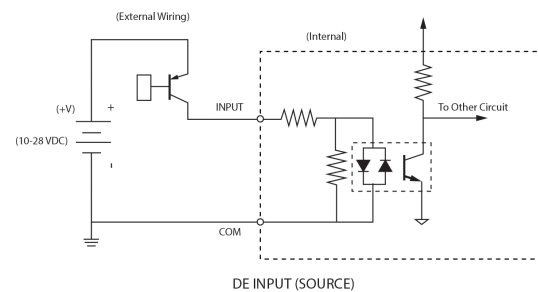 (External Wiring)
(Internal)
INPUT
To Other Circuit
(+V)
+
(10-28 VDC)
-
COM
DE INPUT (SOURCE)